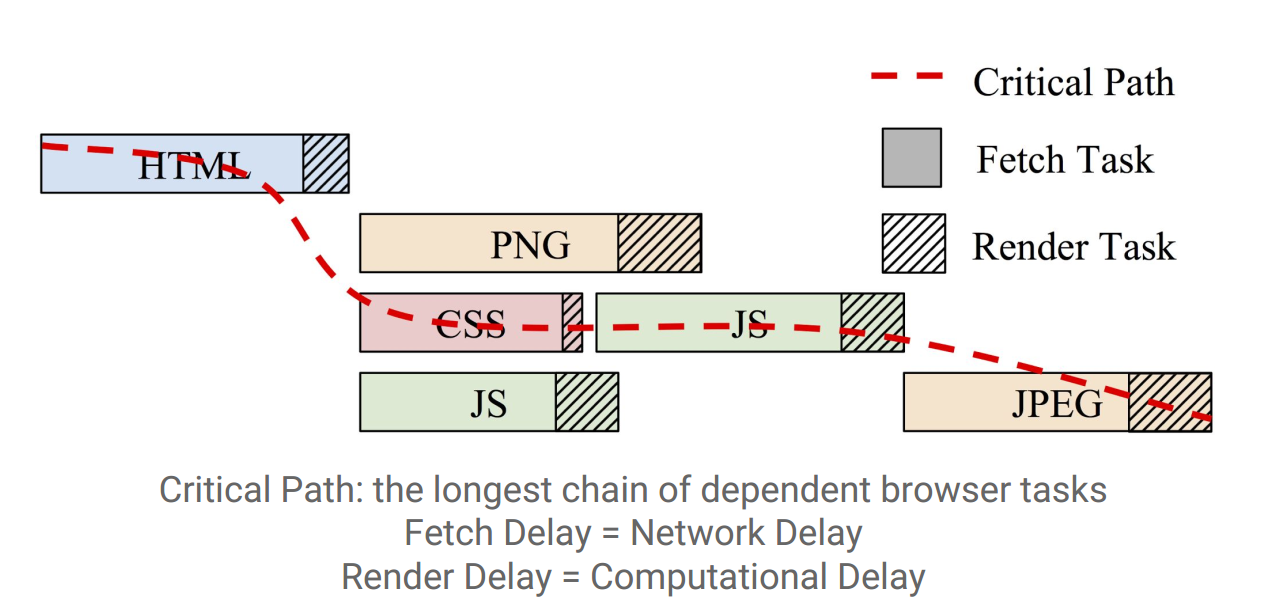 Critical Path
HTML
Fetch Task
PNG
Render Task
CSS
JS
JS
JPEG
Critical Path: the longest chain of dependent browser tasks
Fetch Delay = Network Delay
Render Delay = Computational Delay